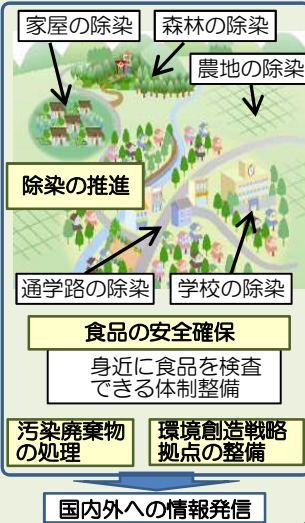 家屋の除染
森林の除染
農地の除染
除染の推進
通学路の除染
学校の除染
食品の安全確保
身近に食品を検査
できる体制整備
汚染廃棄物
の処理
環境創造戦略
拠点の整備
国内外への情報発信